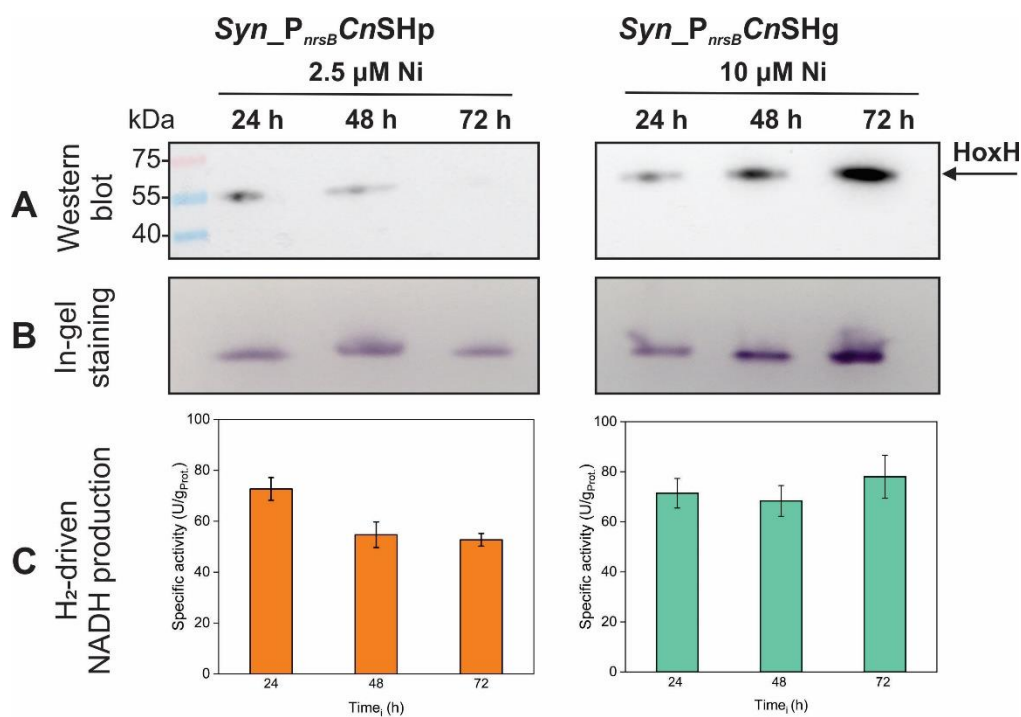 Syn_PnrsBCnSHp
Syn_PnrsBCnSHg
2.5 µM Ni
10 µM Ni
kDa
24 h
48 h
72 h
24 h
48 h
72 h
A
Western
blot
75
55
40
HoxH
B
In-gel
staining
C
H₂-driven
NADH production
Specific activity (U/gProt.)
100
80
60
40
20
0
24
48
72
Timei (h)
Specific activity (U/gProt.)
100
80
60
40
20
0
24
48
72
Timei (h)